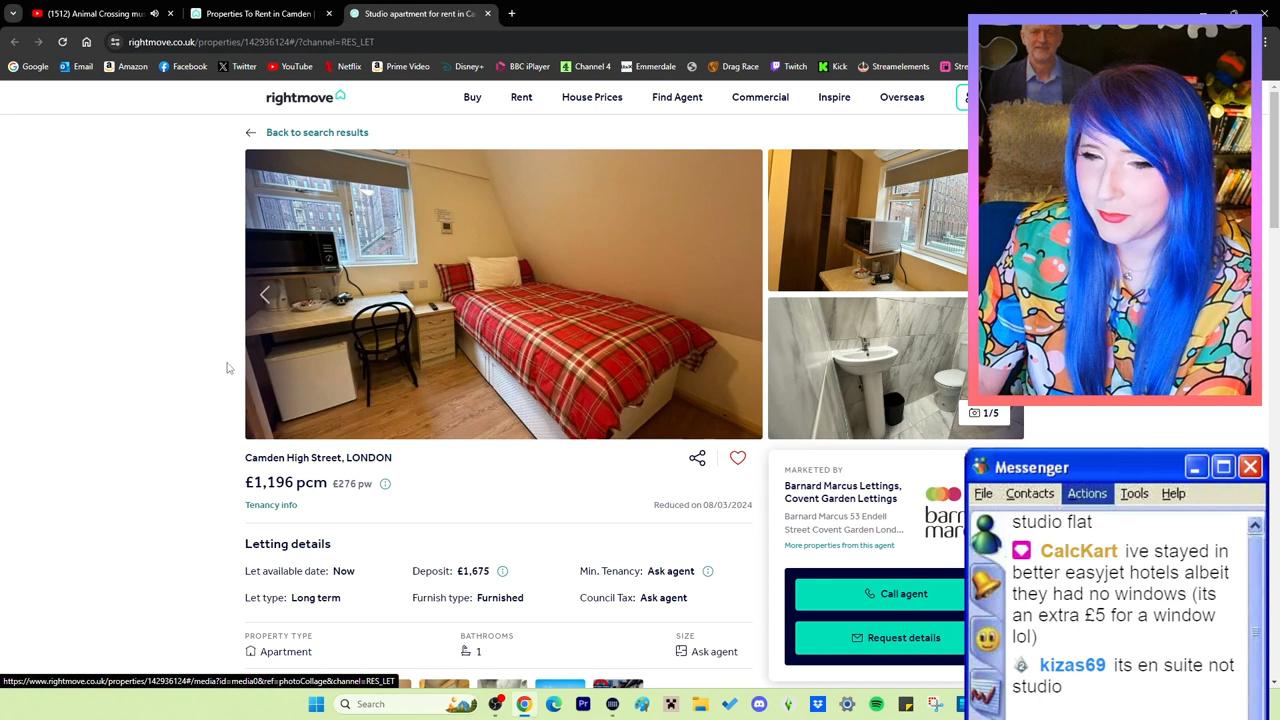 (1512) Animal Crossing mus
Properties To Rent in Camden
Studio apartment for rent in Ca
rightmove.co.uk/properties/142936124#/?channel=RES_LET
Google
Email
Amazon
Facebook
Twitter
YouTube
Netflix
Prime Video
Disney+
BBC iPlayer
Channel 4
Emmerdale
Drag Race
Twitch
Kick
Streamelements
rightmove
Buy
Rent
House Prices
Find Agent
Commercial
Inspire
Overseas
Back to search results
1/5
Camden High Street, LONDON
£1,196 pcm £276 pw
Tenancy info
Reduced on 08/03/2024
Letting details
Let available date: Now
Deposit: £1,675
Min. Tenancy: Ask agent
Let type: Long term
Furnish type: Furnished
Council Tax: Ask agent
PROPERTY TYPE
BATHROOMS
SIZE
Apartment
1
Ask agent
MARKETED BY
Barnard Marcus Lettings,
Covent Garden Lettings
Barnard Marcus 53 Endell
Street Covent Garden Lond...
More properties from this agent
Call agent
Request details
Messenger
File Contacts Actions Tools Help
studio flat
CalcKart ive stayed in
better easyjet hotels albeit
they had no windows (its
an extra £5 for a window
lol)
kizas69 its en suite not
studio
https://www.rightmove.co.uk/properties/142936124#/media?id=media0&ref=photoCollage&channel=RES_LET
Search